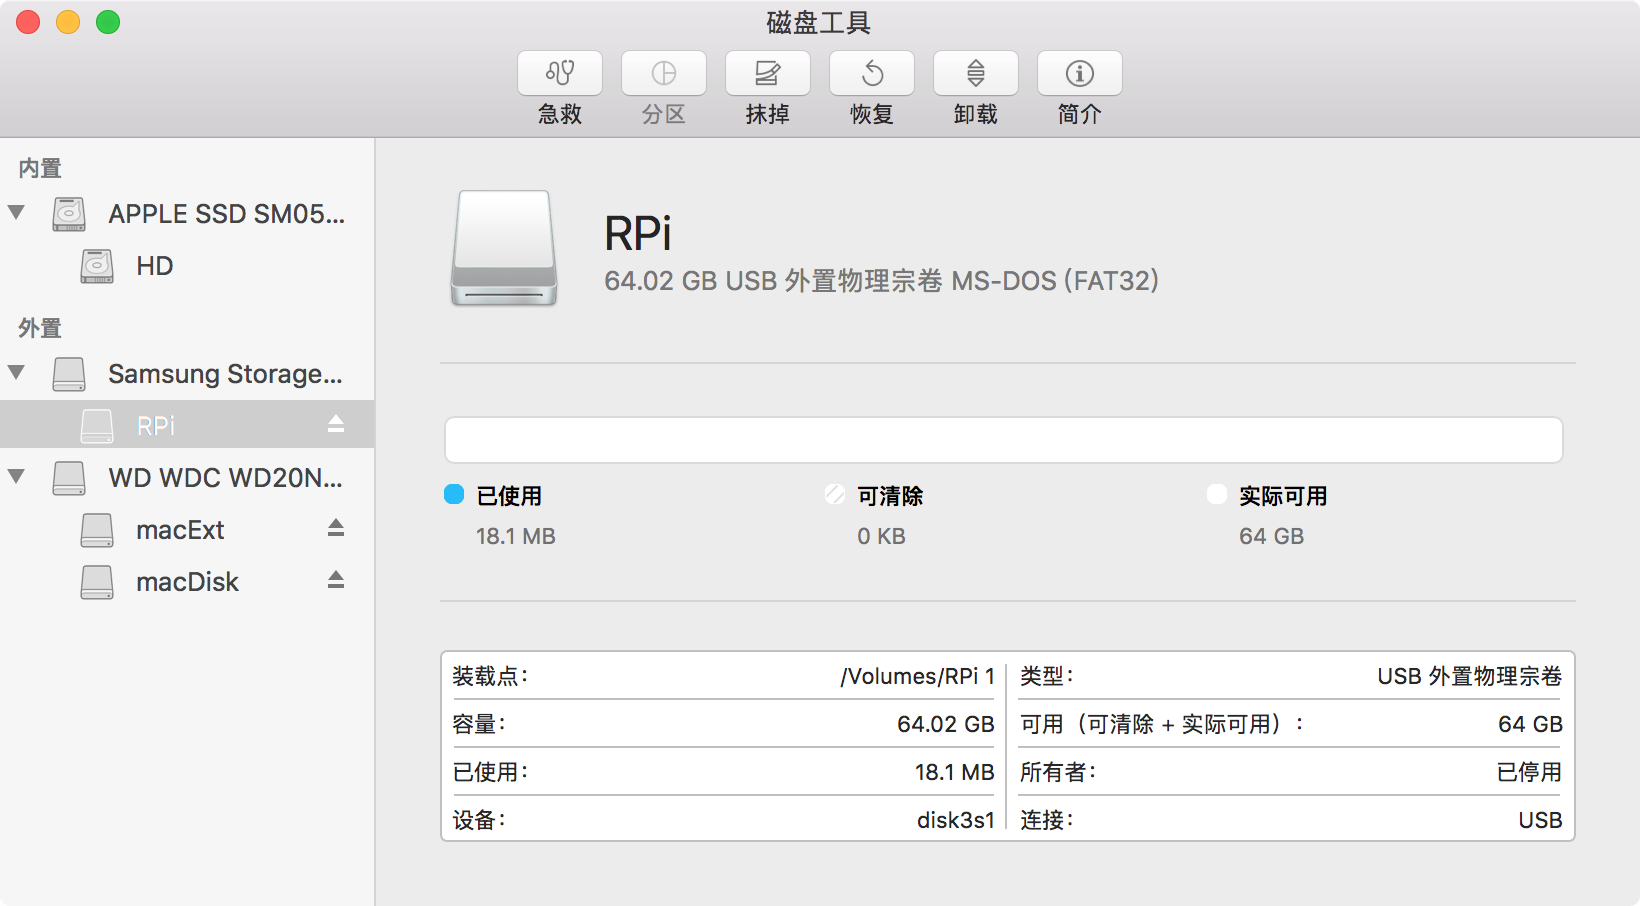 磁盘工具
急救 分区 抹掉 恢复 卸载 简介
内置
APPLE SSD SM05...
HD
外置
Samsung Storage...
RPi
WD WDC WD20N...
macExt
macDisk
RPi
64.02 GB USB 外置物理宗卷 MS-DOS (FAT32)
已使用 可清除 实际可用
18.1 MB 0 KB 64 GB
装载点: /Volumes/RPi 1 类型: USB 外置物理宗卷
容量: 64.02 GB 可用（可清除 + 实际可用）: 64 GB
已使用: 18.1 MB 所有者: 已停用
设备: disk3s1 连接: USB